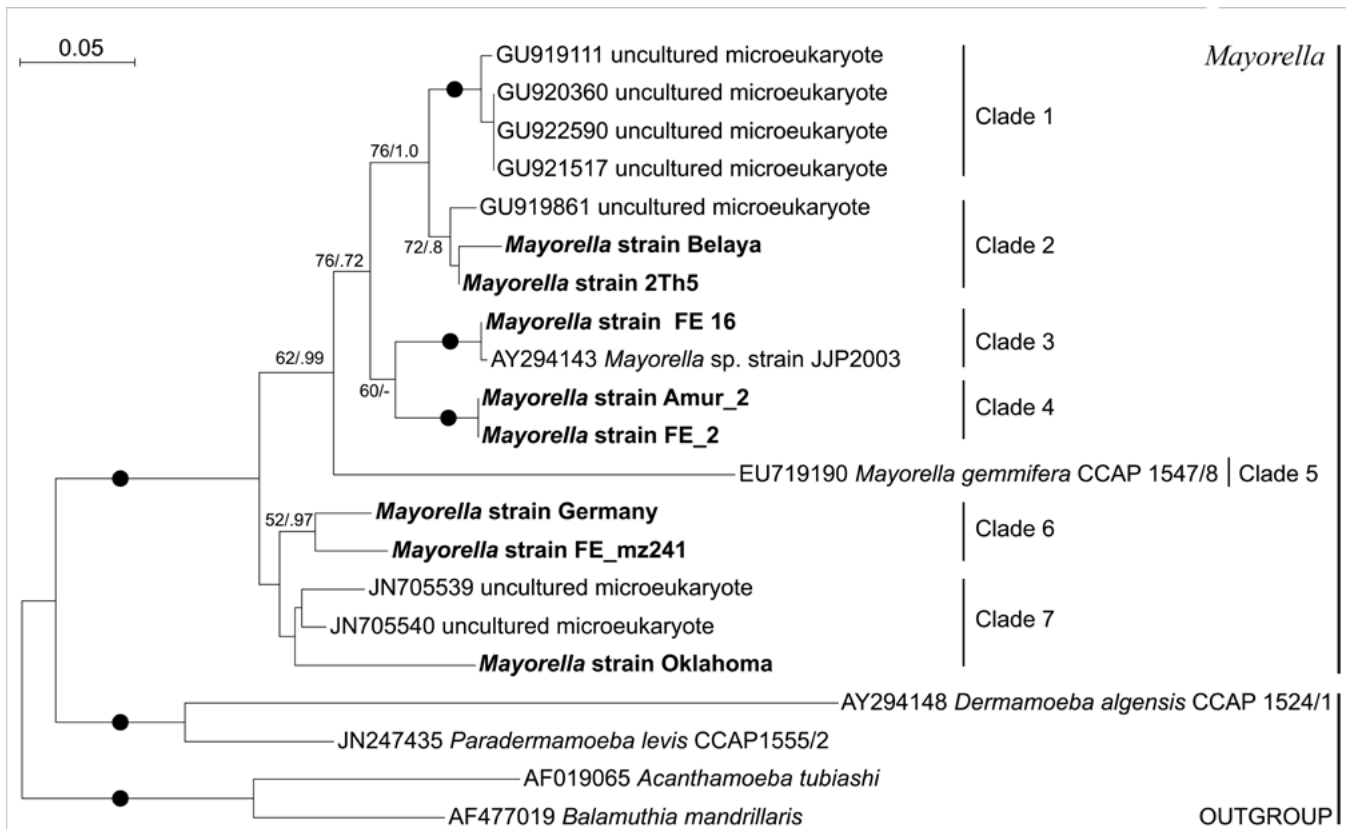 0.05
GU919111 uncultured microeukaryote
Mayorella
GU920360 uncultured microeukaryote
Clade 1
GU922590 uncultured microeukaryote
76/1.0
GU921517 uncultured microeukaryote
GU919861 uncultured microeukaryote
72/.8
Mayorella strain Belaya
Clade 2
76/.72
Mayorella strain 2Th5
Mayorella strain FE 16
Clade 3
62/.99
AY294143 Mayorella sp. strain JJP2003
60/-
Mayorella strain Amur_2
Clade 4
Mayorella strain FE_2
EU719190 Mayorella gemmifera CCAP 1547/8
Clade 5
Mayorella strain Germany
52/.97
Clade 6
Mayorella strain FE_mz241
JN705539 uncultured microeukaryote
Clade 7
JN705540 uncultured microeukaryote
Mayorella strain Oklahoma
AY294148 Dermamoeba algensis CCAP 1524/1
JN247435 Paradermamoeba levis CCAP1555/2
AF019065 Acanthamoeba tubiashi
AF477019 Balamuthia mandrillaris
OUTGROUP